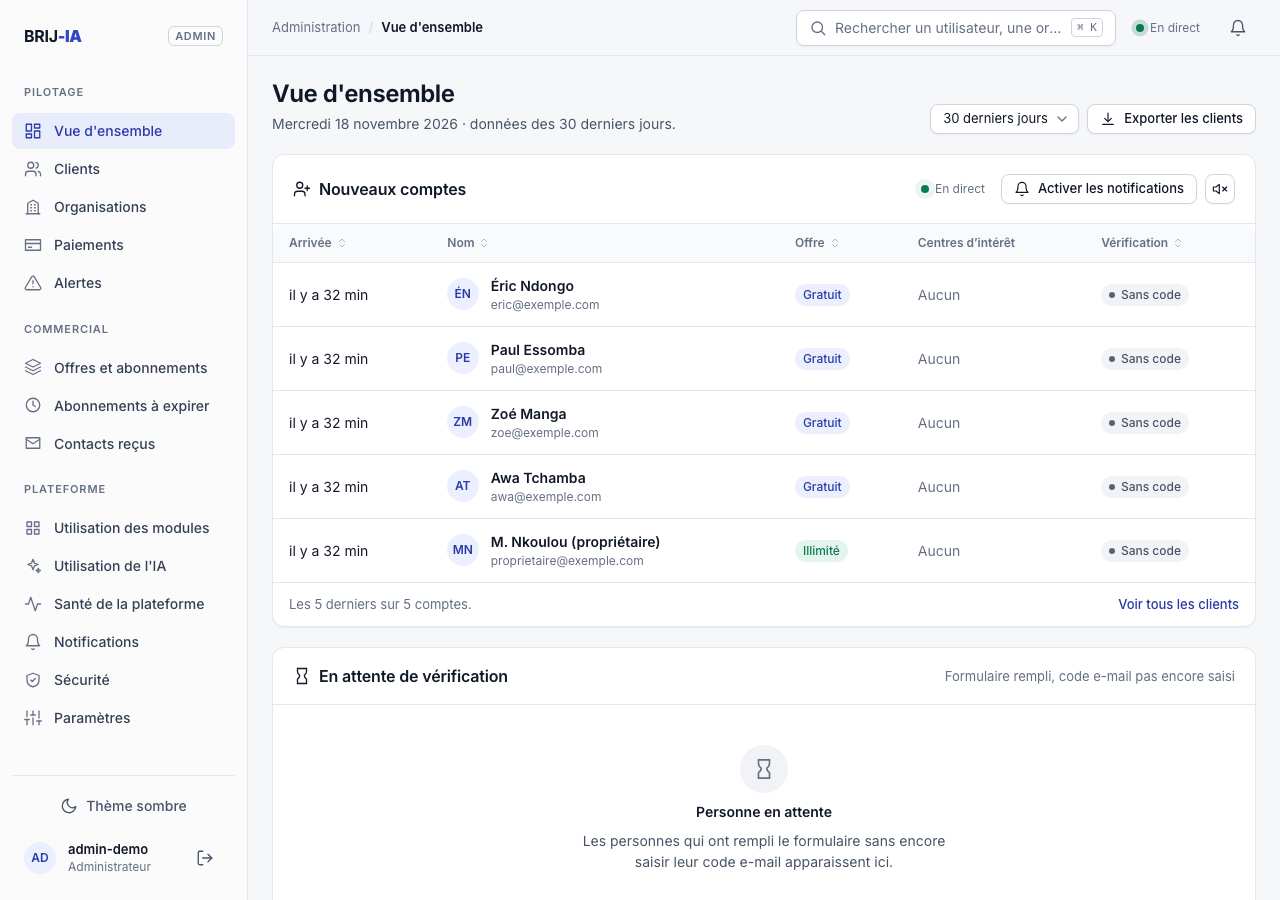 BRIJ-IA
ADMIN
PILOTAGE
Vue d'ensemble
Clients
Organisations
Paiements
Alertes
COMMERCIAL
Offres et abonnements
Abonnements à expirer
Contacts reçus
PLATEFORME
Utilisation des modules
Utilisation de l'IA
Santé de la plateforme
Notifications
Sécurité
Paramètres
Thème sombre
AD
admin-demo
Administrateur
Administration / Vue d'ensemble
Rechercher un utilisateur, une or… ⌘ K
En direct
Vue d'ensemble
Mercredi 18 novembre 2026 · données des 30 derniers jours.
30 derniers jours
Exporter les clients
Nouveaux comptes
En direct
Activer les notifications
Arrivée Nom Offre Centres d’intérêt Vérification
il y a 32 min ÉN Éric Ndongo Gratuit Aucun Sans code
eric@exemple.com
il y a 32 min PE Paul Essomba Gratuit Aucun Sans code
paul@exemple.com
il y a 32 min ZM Zoé Manga Gratuit Aucun Sans code
zoe@exemple.com
il y a 32 min AT Awa Tchamba Gratuit Aucun Sans code
awa@exemple.com
il y a 32 min MN M. Nkoulou (propriétaire) Illimité Aucun Sans code
proprietaire@exemple.com
Les 5 derniers sur 5 comptes.
Voir tous les clients
En attente de vérification
Formulaire rempli, code e-mail pas encore saisi
Personne en attente
Les personnes qui ont rempli le formulaire sans encore
saisir leur code e-mail apparaissent ici.